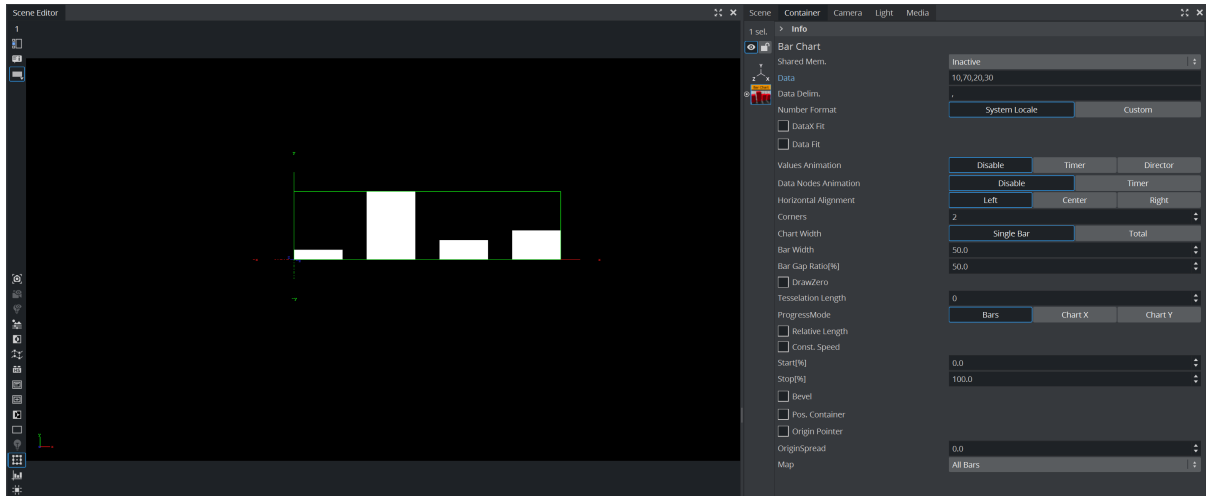 Scene Editor
1
Scene Container Camera Light Media
1 sel. > Info
Bar Chart
Shared Mem. Inactive
Data 10,70,20,30
Data Delim. ,
Number Format System Locale Custom
DataX Fit
Data Fit
Values Animation Disable Timer Director
Data Nodes Animation Disable Timer
Horizontal Alignment Left Center Right
Corners 2
Chart Width Single Bar Total
Bar Width 50.0
Bar Gap Ratio[%] 50.0
DrawZero
Tesselation Length 0
ProgressMode Bars Chart X Chart Y
Relative Length
Const. Speed
Start[%] 0.0
Stop[%] 100.0
Bevel
Pos. Container
Origin Pointer
OriginSpread 0.0
Map All Bars